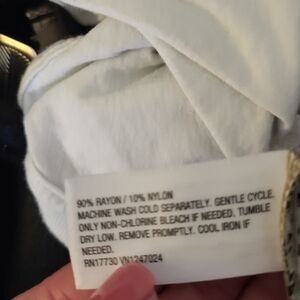 90% RAYON / 10% NYLON
MACHINE WASH COLD SEPARATELY. GENTLE CYCLE.
ONLY NON-CHLORINE BLEACH IF NEEDED. TUMBLE
DRY LOW. REMOVE PROMPTLY. COOL IRON IF
NEEDED.
RN17730 VN1247024